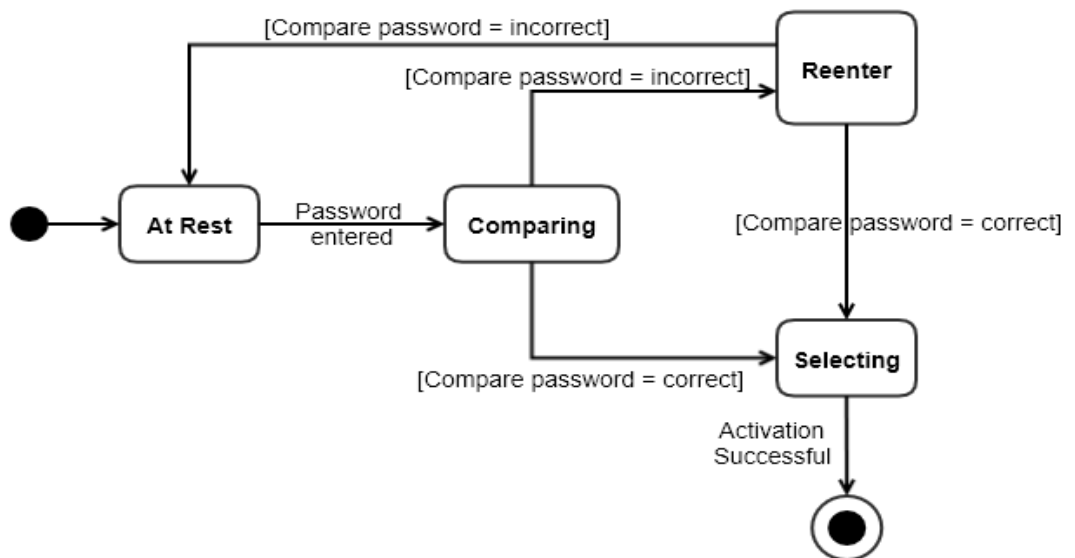 [Compare password = incorrect]
Reenter
[Compare password = incorrect]
At Rest
Password
entered
Comparing
[Compare password = correct]
Selecting
[Compare password = correct]
Activation
Successful